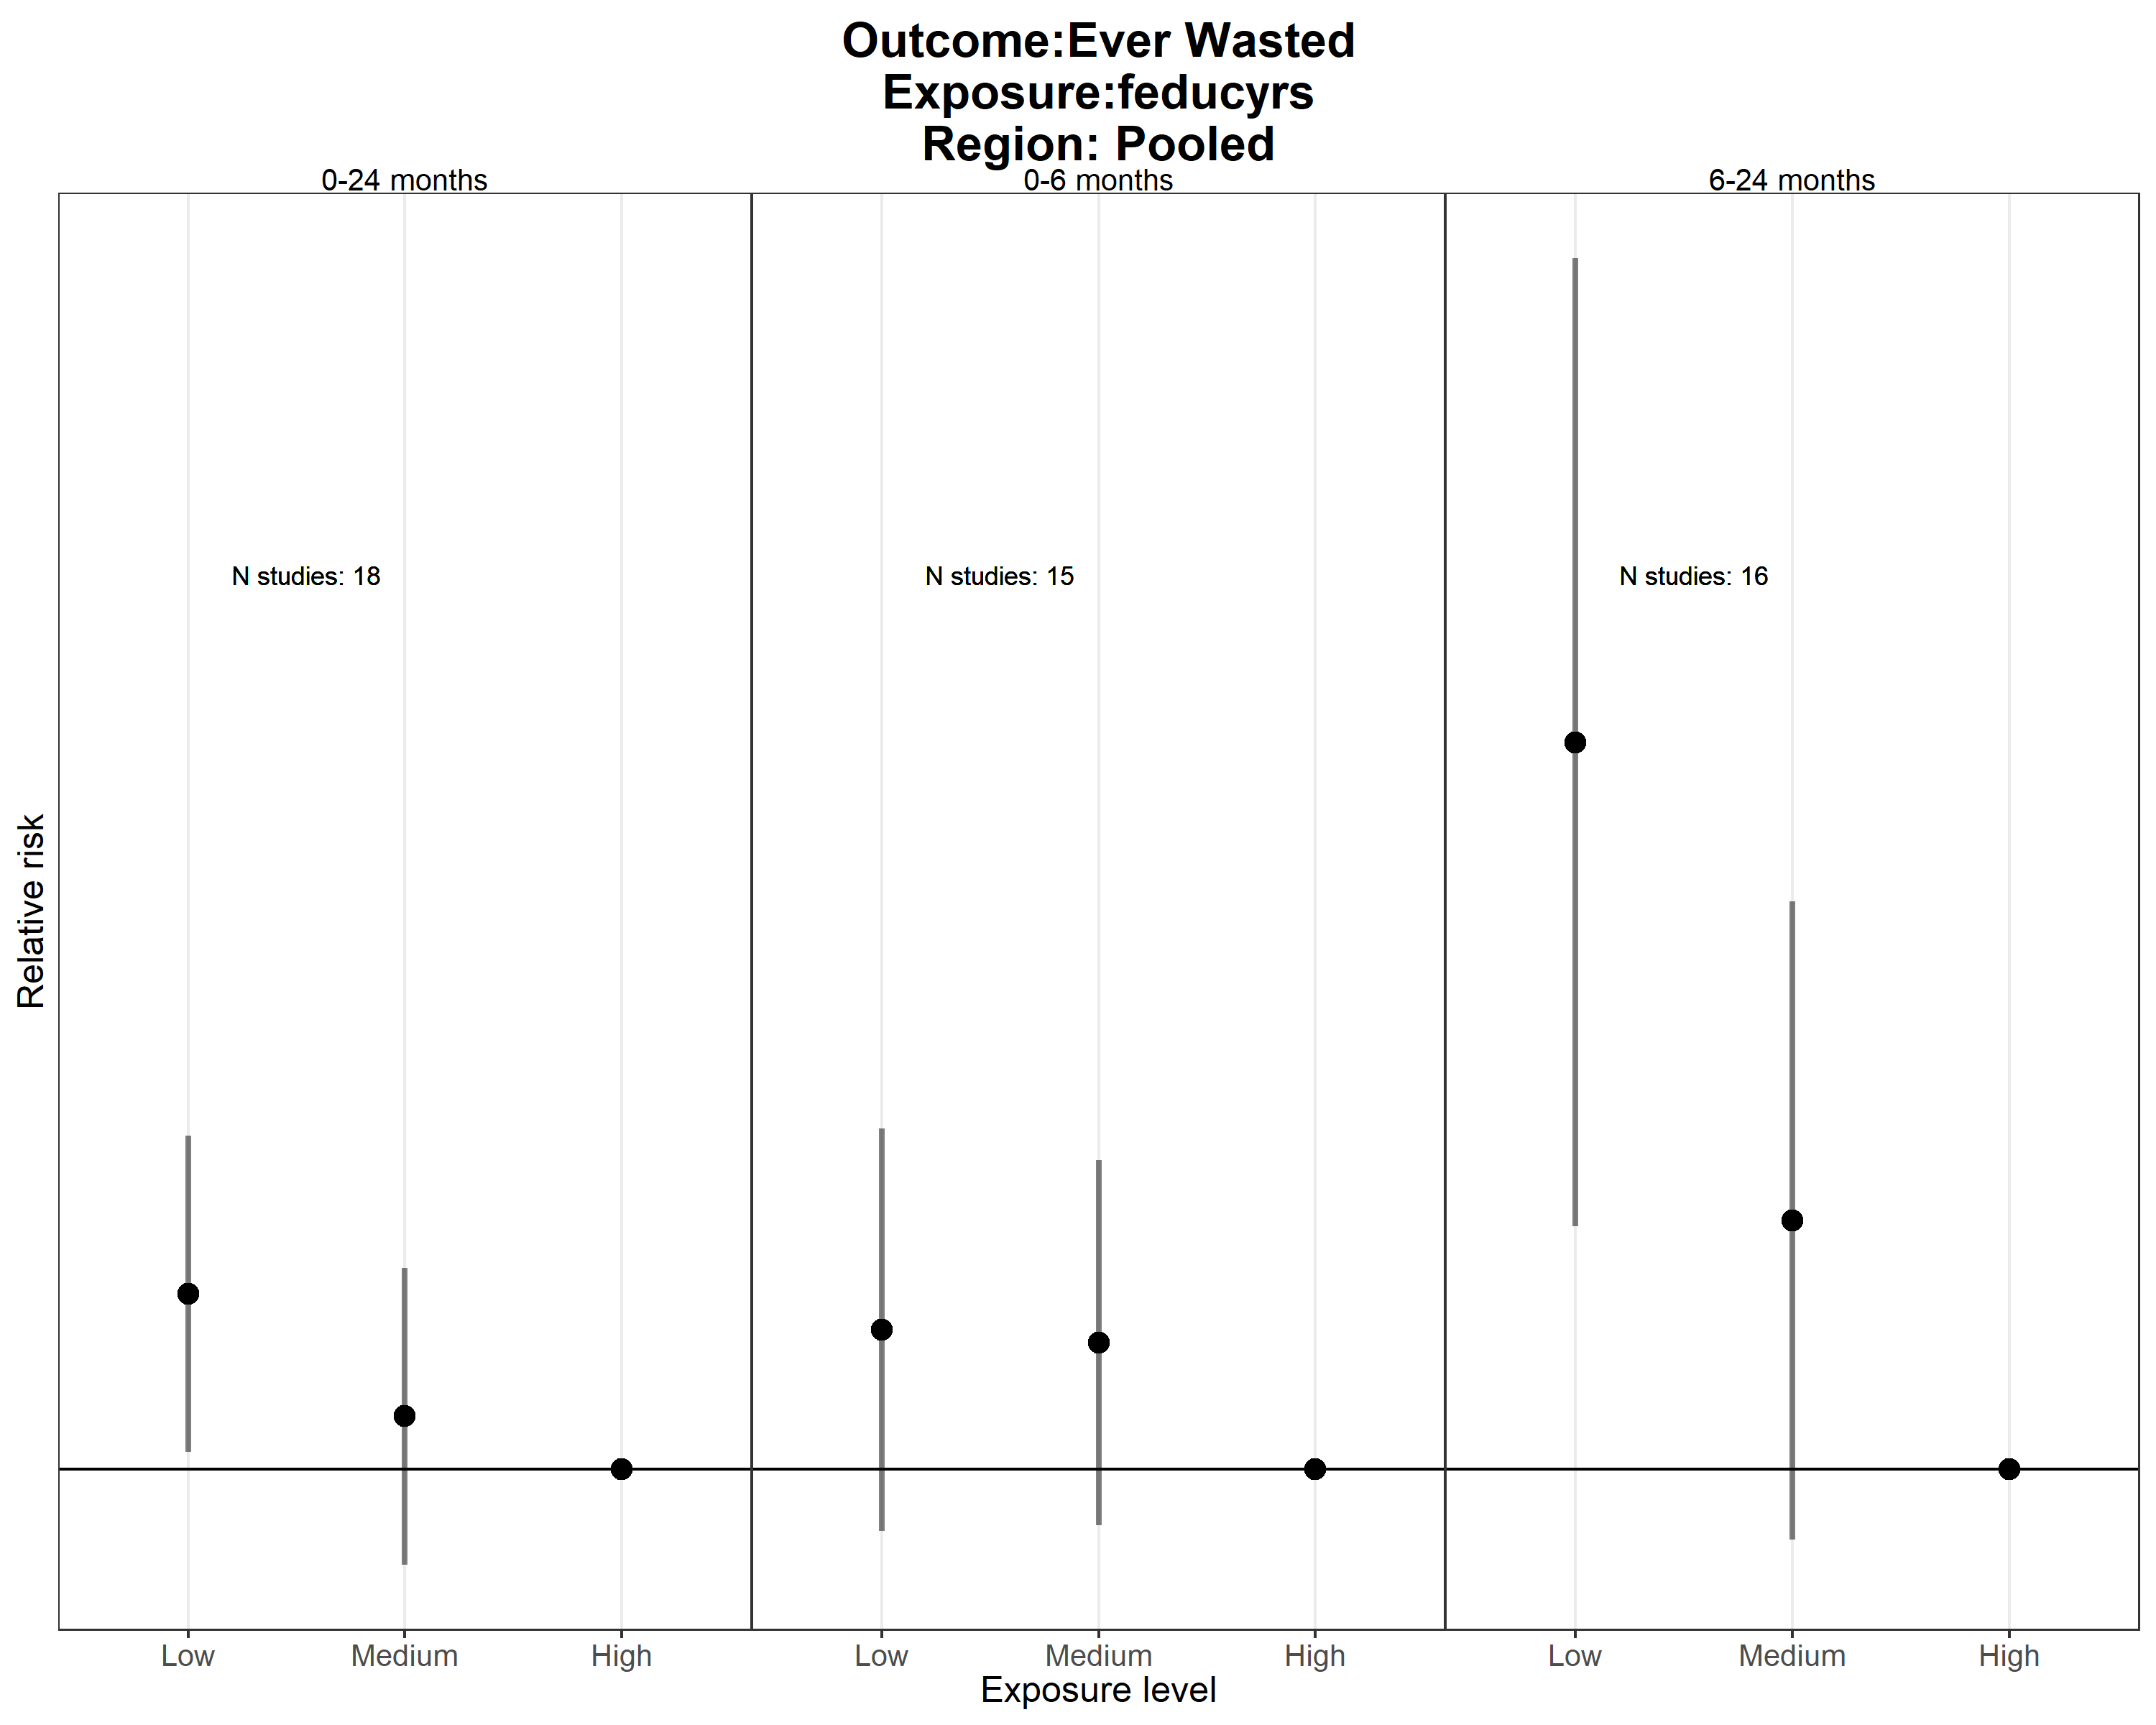 Outcome:Ever Wasted
Exposure:feducyrs
Region: Pooled
0-24 months
0-6 months
6-24 months
N studies: 18
N studies: 15
N studies: 16
Relative risk
Low
Medium
High
Low
Medium
High
Low
Medium
High
Exposure level